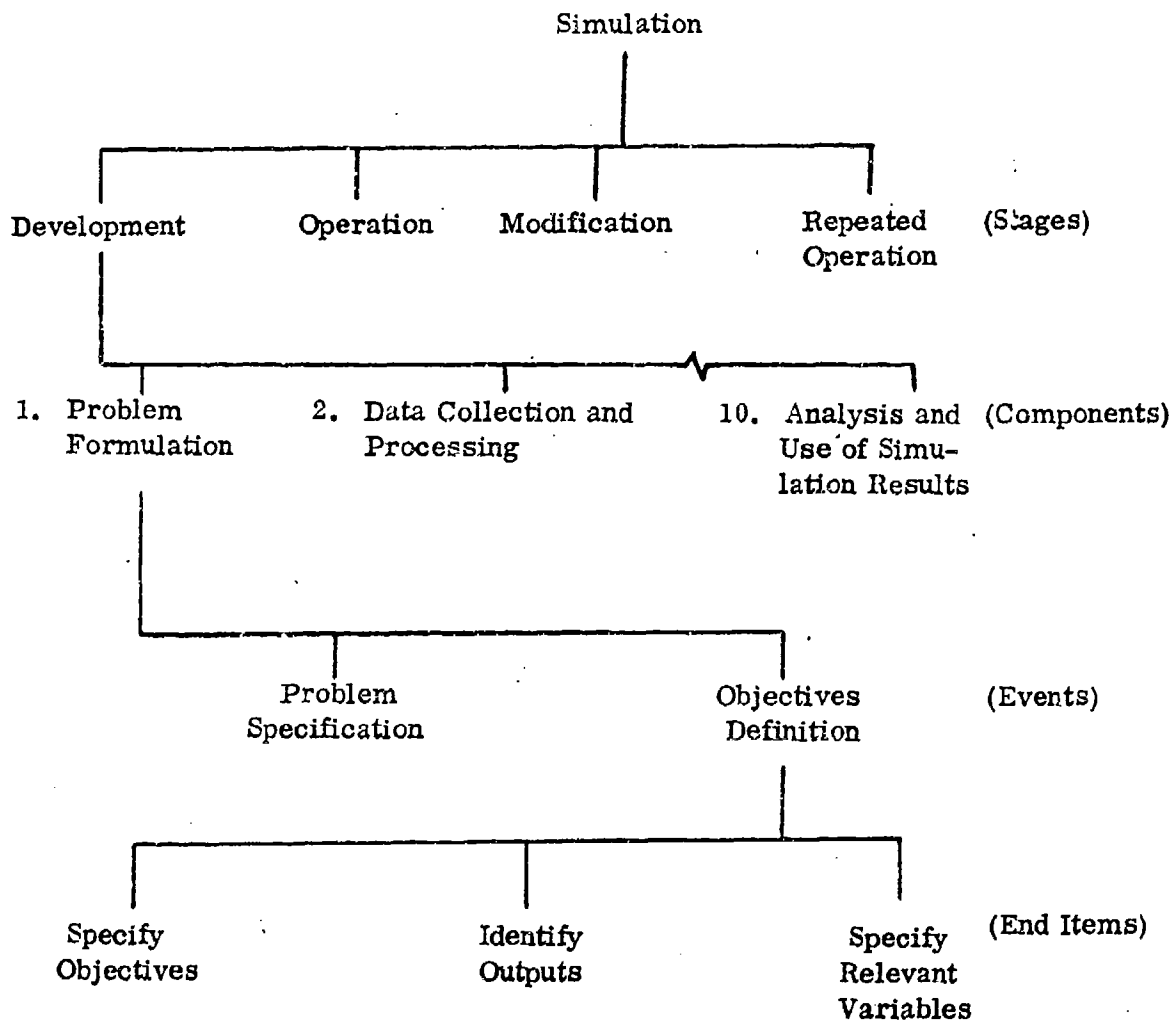 Simulation
Development Operation Modification Repeated Operation (Stages)
1. Problem Formulation
2. Data Collection and Processing
10. Analysis and Use of Simu-
lation Results
(Components)
Problem
Specification
Objectives
Definition
(Events)
Specify
Objectives
Identify
Outputs
Specify
Relevant
Variables
(End Items)